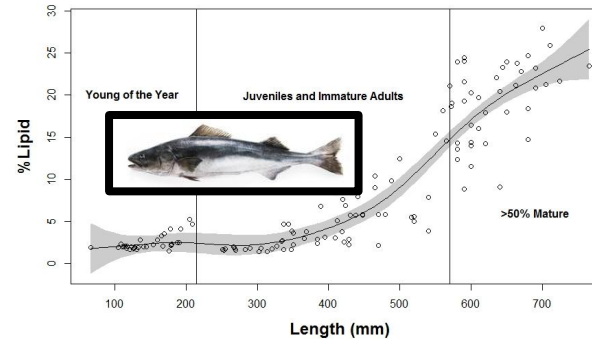 30
25
20
15
10
5
0
%Lipid
Young of the Year
Juveniles and Immature Adults
>50% Mature
100 200 300 400 500 600 700
Length (mm)